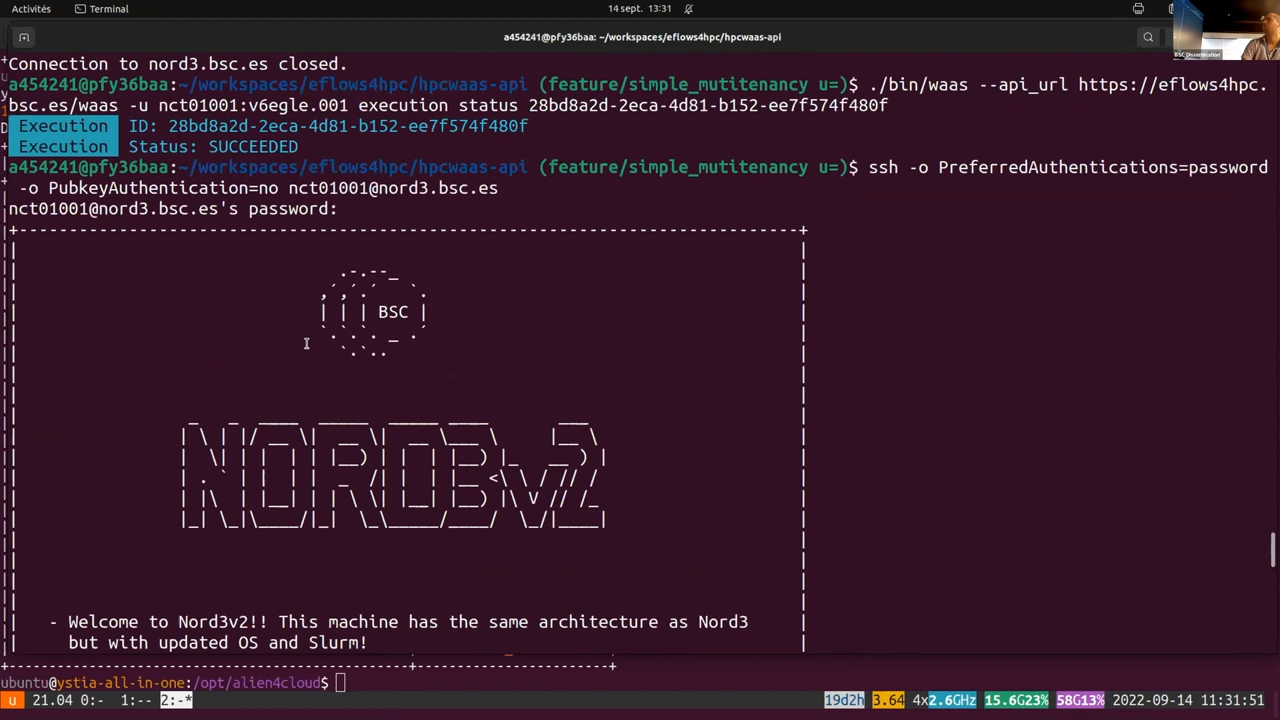 Activités
Terminal
14 sept. 13:31
a454241@pfy36baa: ~/workspaces/eflows4hpc/hpcwaas-api
BSC Dissemination
Connection to nord3.bsc.es closed.
a454241@pfy36baa:~/workspaces/eflows4hpc/hpcwaas-api (feature/simple_mutitenancy u=)$ ./bin/waas --api_url https://eflows4hpc.
bsc.es/waas -u nct01001:v6egle.001 execution status 28bd8a2d-2eca-4d81-b152-ee7f574f480f
Execution ID: 28bd8a2d-2eca-4d81-b152-ee7f574f480f
Execution Status: SUCCEEDED
a454241@pfy36baa:~/workspaces/eflows4hpc/hpcwaas-api (feature/simple_mutitenancy u=)$ ssh -o PreferredAuthentications=password
-o PubkeyAuthentication=no nct01001@nord3.bsc.es
nct01001@nord3.bsc.es's password:
BSC
NORD3v2
- Welcome to Nord3v2!! This machine has the same architecture as Nord3
but with updated OS and Slurm!
ubuntu@ystia-all-in-one:/opt/alien4cloud$
u 21.04 0:- 1:-- 2:-* 19d2h 3.64 4x2.6GHz 15.6G23% 58G13% 2022-09-14 11:31:51